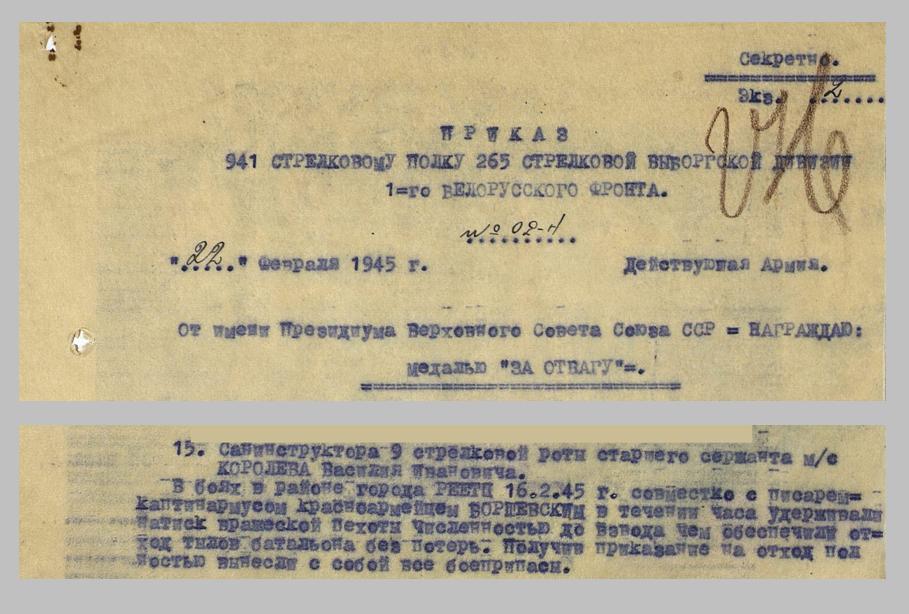 Секретно.
Экз. ..2.....
П Р И К А З
941 СТРЕЛКОВОМУ ПОЛКУ 265 СТРЕЛКОВОЙ ВЫБОРГСКОЙ ДИВИЗИИ
1=го БЕЛОРУССКОГО ФРОНТА.
№ 02-Н
"22" Февраля 1945 г. Действующая Армия.
От имени Президиума Верховного Совета Союза ССР = НАГРАЖДАЮ:
медалью "ЗА ОТВАГУ"=.
15. Санинструктора 9 стрелковой роты старшего сержанта м/с
КОРОЛЕВА Василия Ивановича.
В боях в районе города РЕЕТЦ 16.2.45 г. совместно с писарем=
каптинармусом красноармейцем БОРЩЕВСКИМ в течении часа удерживали
натиск вражеской пехоты численностью до взвода чем обеспечили от=
ход тылов батальона без потерь. Получив приказание на отход пол
ностью вынесли с собой все боеприпасы.